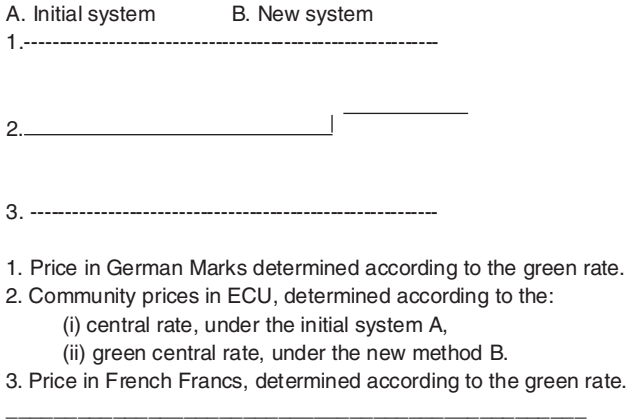 A. Initial system B. New system
1.
2.
3.
1. Price in German Marks determined according to the green rate.
2. Community prices in ECU, determined according to the:
(i) central rate, under the initial system A,
(ii) green central rate, under the new method B.
3. Price in French Francs, determined according to the green rate.